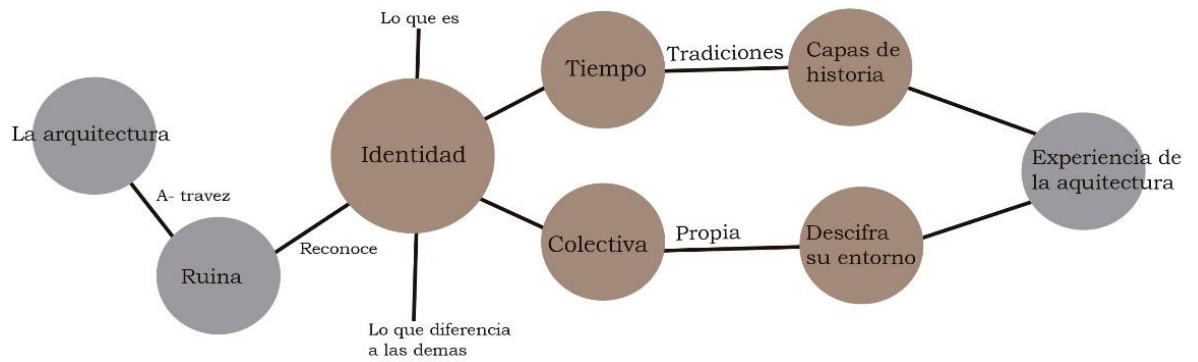 La arquitectura
A- travez
Ruina
Reconoce
Lo que es
Identidad
Lo que diferencia
a las demas
Tiempo
Tradiciones
Capas de
historia
Colectiva
Propia
Descifra
su entorno
Experiencia de
la aquitectura